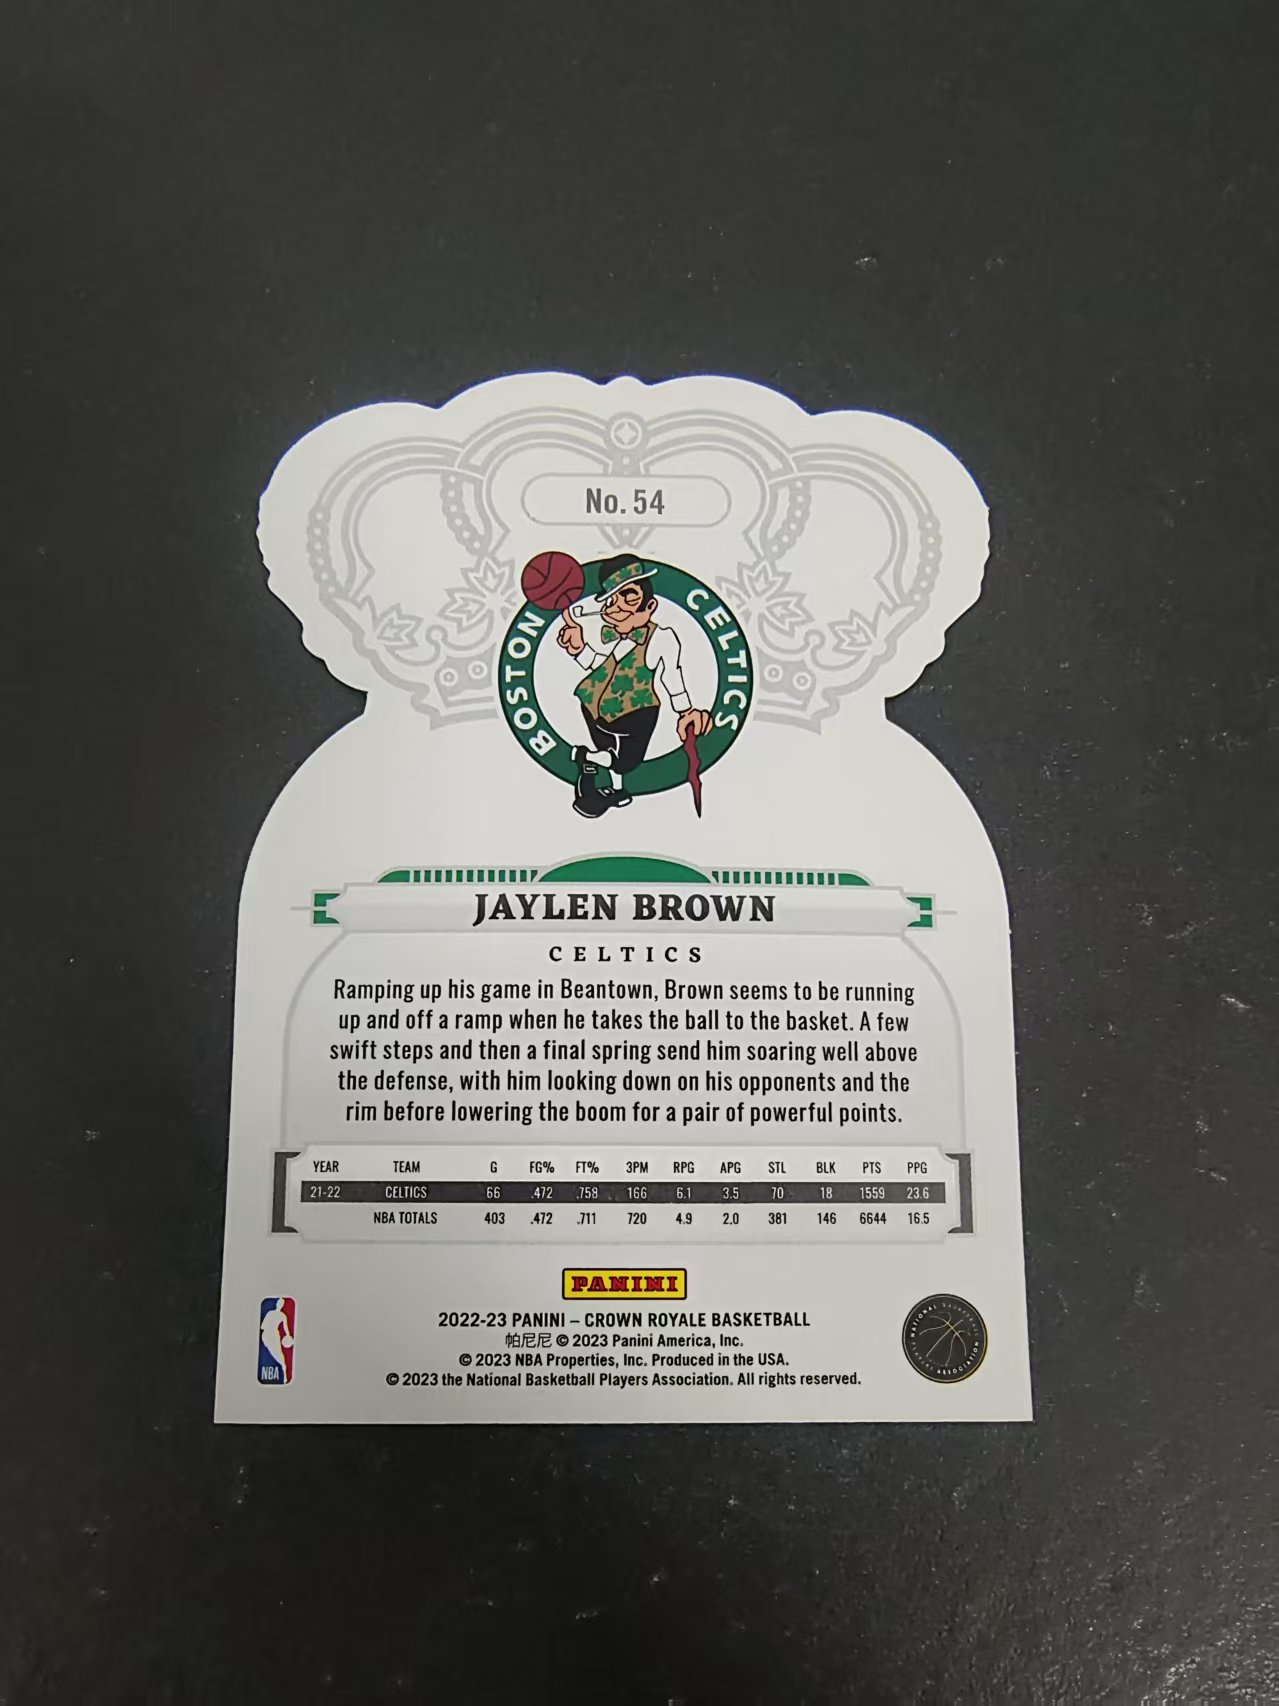 No. 54
BOSTON CELTICS
JAYLEN BROWN
CELTICS
Ramping up his game in Beantown, Brown seems to be running
up and off a ramp when he takes the ball to the basket. A few
swift steps and then a final spring send him soaring well above
the defense, with him looking down on his opponents and the
rim before lowering the boom for a pair of powerful points.
YEAR TEAM G FG% FT% 3PM RPG APG STL BLK PTS PPG
21-22 CELTICS 66 .472 .758 166 6.1 3.5 70 18 1559 23.6
NBA TOTALS 403 .472 .711 720 4.9 2.0 381 146 6644 16.5
PANINI
2022-23 PANINI – CROWN ROYALE BASKETBALL
帕尼尼 © 2023 Panini America, Inc.
© 2023 NBA Properties, Inc. Produced in the USA.
© 2023 the National Basketball Players Association. All rights reserved.
NBA
NATIONAL BASKETBALL PLAYERS ASSOCIATION